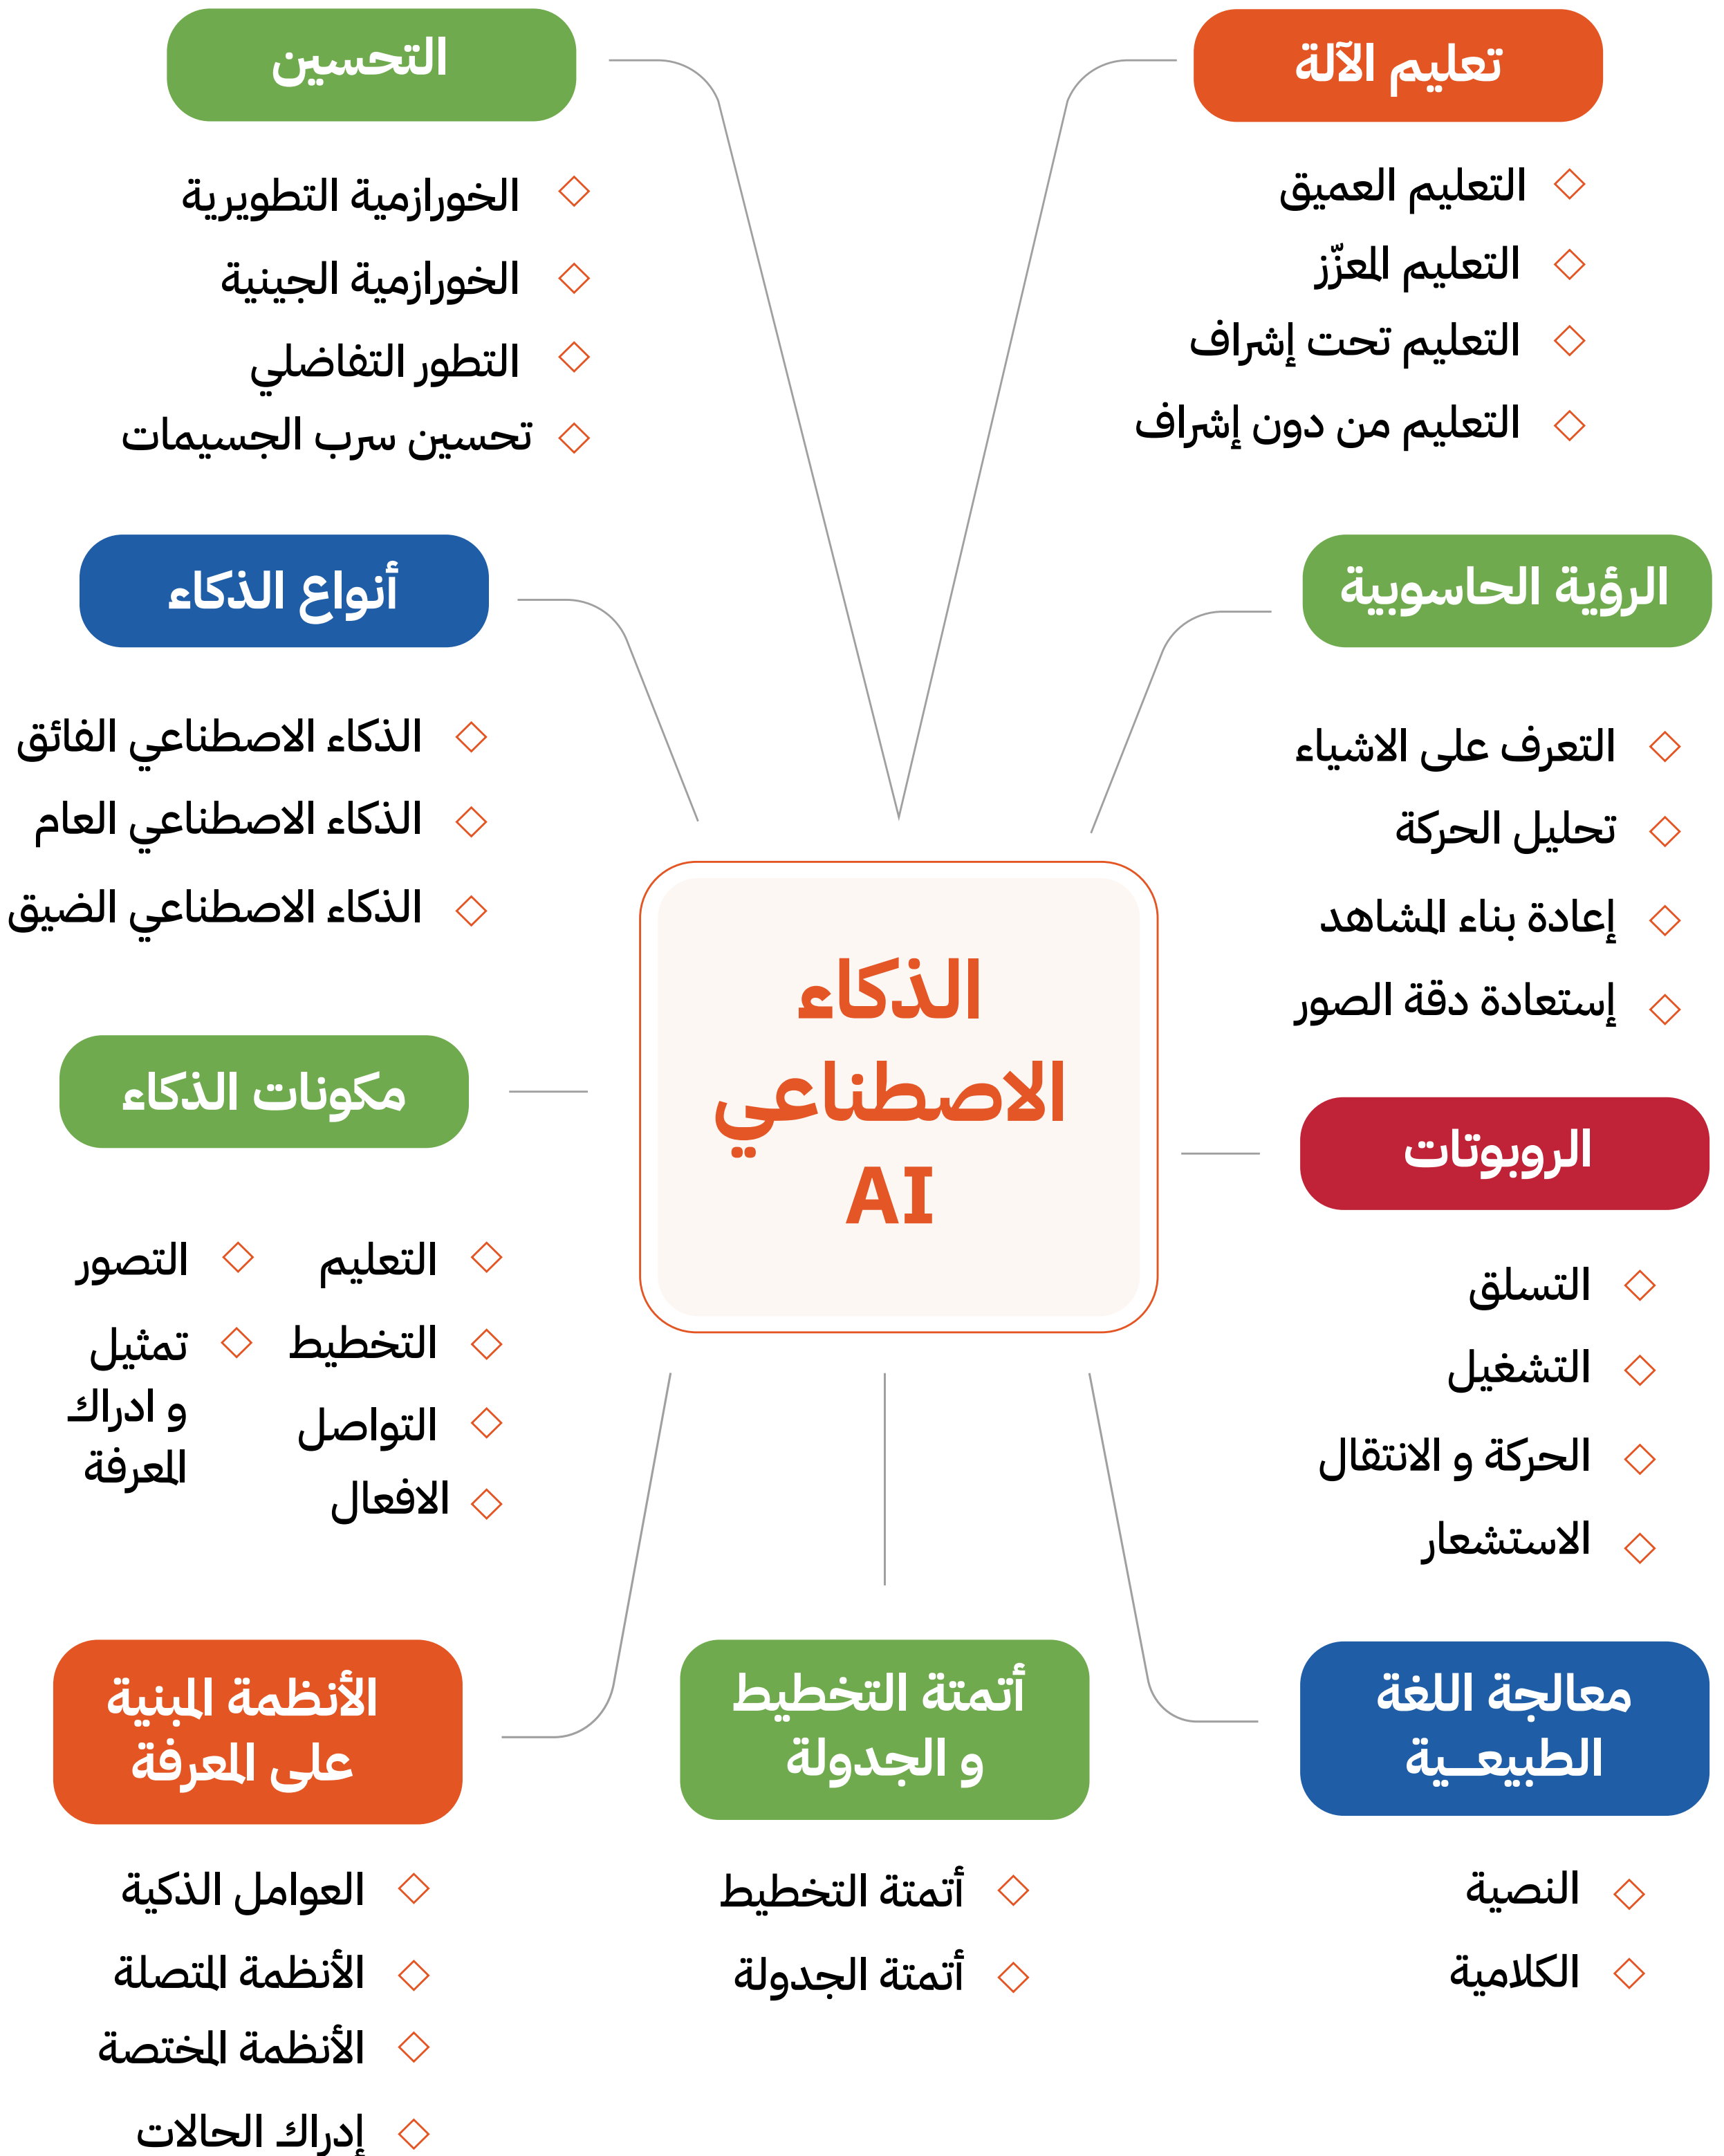 تعليم الآلة
التعليم العميق
التعليم المعزّز
التعليم تحت إشراف
التعليم من دون إشراف
التحسين
الخورازمية التطويرية
الخورازمية الجينية
التطور التفاضلي
تحسين سرب الجسيمات
الرؤية الحاسوبية
التعرف على الاشياء
تحليل الحركة
إعادة بناء المشاهد
إستعادة دقة الصور
أنواع الذكاء
الذكاء الاصطناعي الفائق
الذكاء الاصطناعي العام
الذكاء الاصطناعي الضيق
الذكاء
الاصطناعي
AI
الروبوتات
التسلق
التشغيل
الحركة و الانتقال
الاستشعار
مكونات الذكاء
التعليم
التخطيط
التواصل
الافعال
التصور
تمثيل
و ادراك
المعرفة
معالجة اللغة
الطبيعـــية
النصية
الكلامية
أتمتة التخطيط
و الجدولة
أتمتة التخطيط
أتمتة الجدولة
الأنظمة المبنية
على المعرفة
العوامل الذكية
الأنظمة المتصلة
الأنظمة المختصة
إدراك الحالات